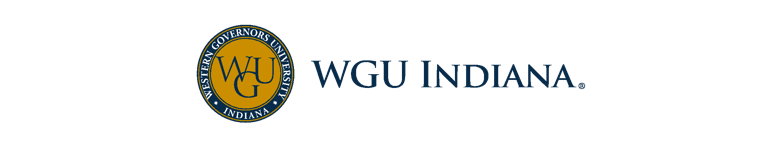 WESTERN GOVERNORS UNIVERSITY
WGU
INDIANA
WGU INDIANA®